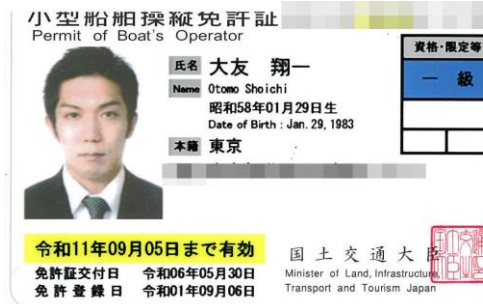 小型船舶操縦免許証
Permit of Boat's Operator
資格・限定等
氏名 大友 翔一
Name Otomo Shoichi
一 級
昭和58年01月29日生
Date of Birth : Jan. 29, 1983
本籍 東京
令和11年09月05日まで有効
免許証交付日 令和06年05月30日
免許登録日 令和01年09月06日
国土交通大臣
Minister of Land, Infrastructure,
Transport and Tourism Japan